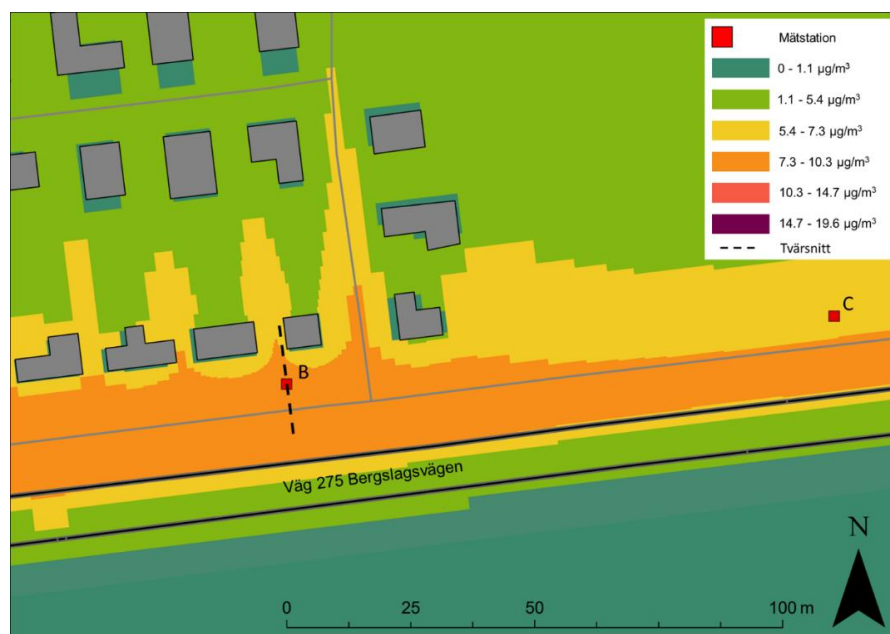 Mätstation
0 - 1.1 µg/m³
1.1 - 5.4 µg/m³
5.4 - 7.3 µg/m³
7.3 - 10.3 µg/m³
10.3 - 14.7 µg/m³
14.7 - 19.6 µg/m³
Tvärsnitt
C
B
Väg 275 Bergslagsvägen
N
0 25 50 100 m